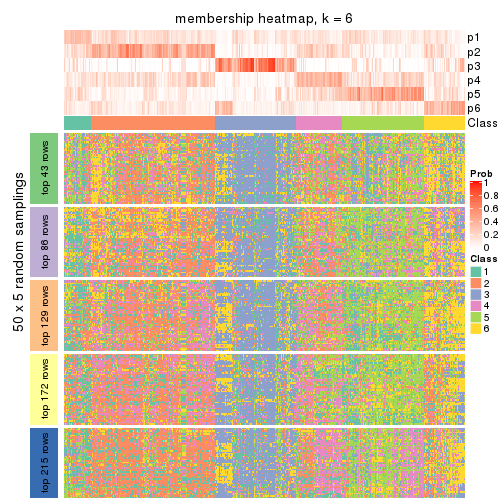 membership heatmap, k = 6
p1
p2
p3
p4
p5
p6
Class
50 x 5 random samplings
top 43 rows
top 86 rows
top 129 rows
top 172 rows
top 215 rows
Prob
1
0.8
0.6
0.4
0.2
0
Class
1
2
3
4
5
6